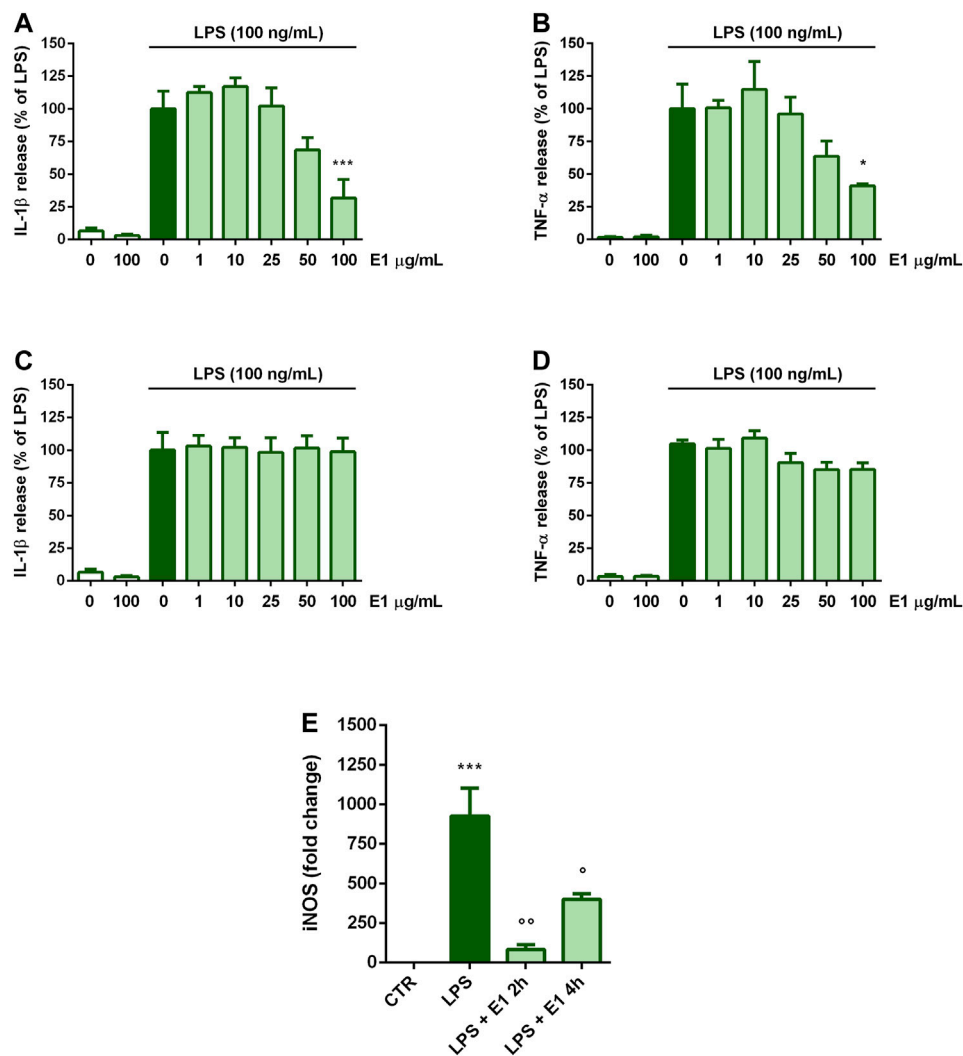 A
LPS (100 ng/mL)
IL-1β release (% of LPS)
150
125
100
75
50
25
0
***
0 100 0 1 10 25 50 100 E1 µg/mL
B
LPS (100 ng/mL)
TNF-α release (% of LPS)
150
125
100
75
50
25
0
*
0 100 0 1 10 25 50 100 E1 µg/mL
C
LPS (100 ng/mL)
IL-1β release (% of LPS)
150
125
100
75
50
25
0
0 100 0 1 10 25 50 100 E1 µg/mL
D
LPS (100 ng/mL)
TNF-α release (% of LPS)
150
125
100
75
50
25
0
0 100 0 1 10 25 50 100 E1 µg/mL
E
iNOS (fold change)
1500
1250
1000
750
500
250
0
***
°°
°
CTR
LPS
LPS + E1 2h
LPS + E1 4h